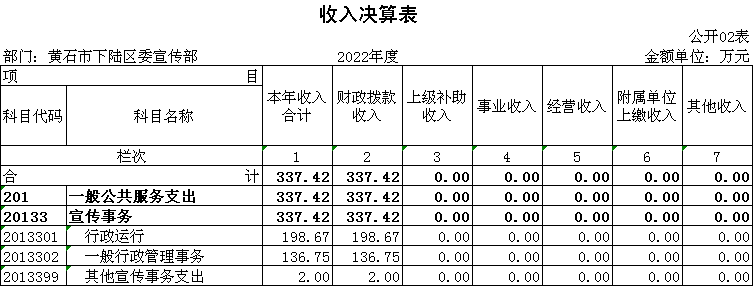 收入决算表
公开02表
部门：黄石市下陆区委宣传部 2022年度 金额单位：万元
项 目 本年收入合计 财政拨款收入 上级补助收入 事业收入 经营收入 附属单位上缴收入 其他收入
科目代码 科目名称
栏次 1 2 3 4 5 6 7
合 计 337.42 337.42 0.00 0.00 0.00 0.00 0.00
201 一般公共服务支出 337.42 337.42 0.00 0.00 0.00 0.00 0.00
20133 宣传事务 337.42 337.42 0.00 0.00 0.00 0.00 0.00
2013301 行政运行 198.67 198.67 0.00 0.00 0.00 0.00 0.00
2013302 一般行政管理事务 136.75 136.75 0.00 0.00 0.00 0.00 0.00
2013399 其他宣传事务支出 2.00 2.00 0.00 0.00 0.00 0.00 0.00